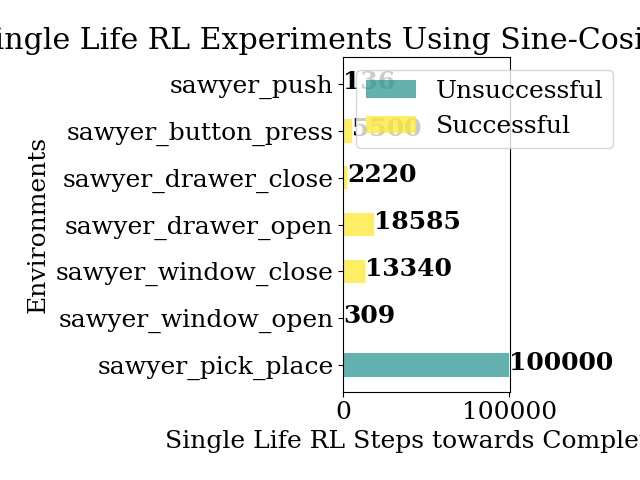 ingle Life RL Experiments Using Sine-Cosi
sawyer_push 136
sawyer_button_press 5500
sawyer_drawer_close 2220
sawyer_drawer_open 18585
sawyer_window_close 13340
sawyer_window_open 309
sawyer_pick_place 100000
Unsuccessful
Successful
Environments
0 100000
Single Life RL Steps towards Comple